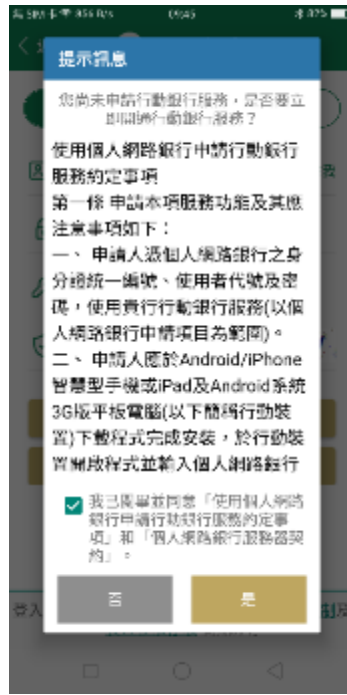 09:45
提示訊息
您尚未申請行動銀行服務，是否要立
即開通行動銀行服務？
使用個人網路銀行申請行動銀行
服務約定事項
第一條 申請本項服務功能及其應
注意事項如下：
一、 申請人憑個人網路銀行之身
分證統一編號、使用者代號及密
碼，使用貴行行動銀行服務(以個
人網路銀行申請項目為範圍)。
二、 申請人應於Android/iPhone
智慧型手機或iPad及Android系統
3G版平板電腦(以下簡稱行動裝
置)下載程式完成安裝，於行動裝
置開啟程式並輸入個人網路銀行
我已閱畢並同意「使用個人網路
銀行申請行動銀行服務約定事
項」和「個人網路銀行服務器契
約」。
否
是
登入